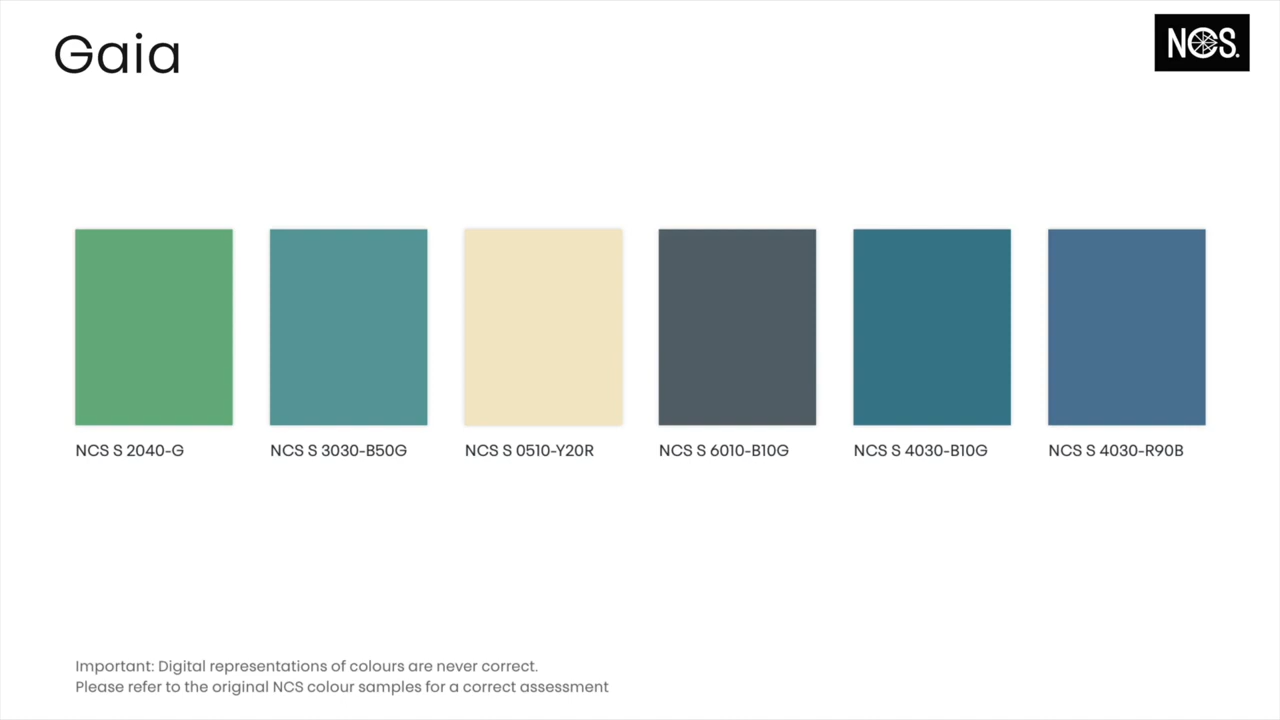 Gaia
NCS.
NCS S 2040-G
NCS S 3030-B50G
NCS S 0510-Y20R
NCS S 6010-B10G
NCS S 4030-B10G
NCS S 4030-R90B
Important: Digital representations of colours are never correct.
Please refer to the original NCS colour samples for a correct assessment